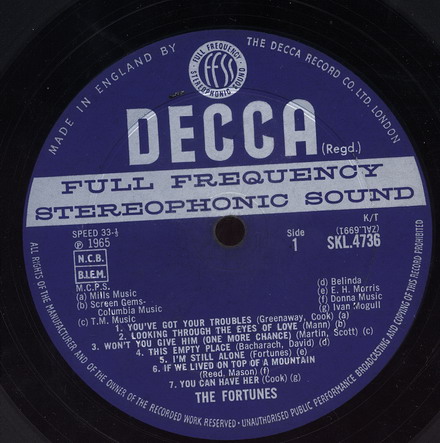 MADE IN ENGLAND BY
FULL FREQUENCY
FFSS
STEREOPHONIC SOUND
THE DECCA RECORD CO. LTD. LONDON
DECCA
(Regd.)
FULL FREQUENCY
STEREOPHONIC SOUND
K/T
SPEED 33-⅓
℗ 1965
N.C.B.
B.I.E.M.
M.C.P.S.
Side
1
(ZAL.6991)
SKL.4736
(a) Mills Music
(b) Screen Gems-
Columbia Music
(c) T.M. Music
(d) Belinda
(e) E. H. Morris
(f) Donna Music
(g) Ivan Mogull
1. YOU'VE GOT YOUR TROUBLES (Greenaway, Cook) (a)
2. LOOKING THROUGH THE EYES OF LOVE (Mann) (b)
3. WON'T YOU GIVE HIM (ONE MORE CHANCE) (Martin, Scott) (c)
4. THIS EMPTY PLACE (Bacharach, David) (d)
5. I'M STILL ALONE (Fortunes) (e)
6. IF WE LIVED ON TOP OF A MOUNTAIN
(Reed, Mason) (f)
7. YOU CAN HAVE HER (Cook) (g)
THE FORTUNES
ALL RIGHTS OF THE MANUFACTURER AND OF THE OWNER OF THE RECORDED WORK RESERVED · UNAUTHORISED PUBLIC PERFORMANCE BROADCASTING AND COPYING OF THIS RECORD PROHIBITED